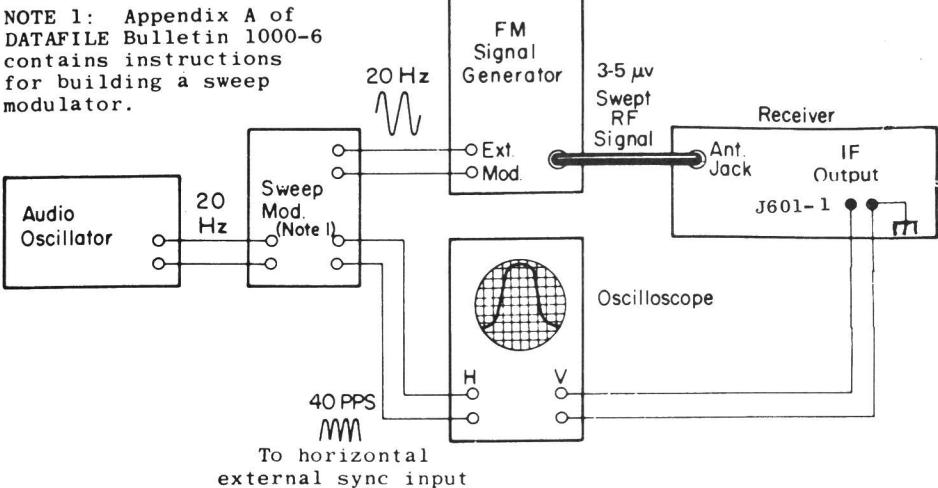 NOTE 1: Appendix A of
DATAFILE Bulletin 1000-6
contains instructions
for building a sweep
modulator.
20 Hz
FM
Signal
Generator
Ext.
Mod.
3-5 μv
Swept
RF
Signal
Receiver
Ant.
Jack
IF
Output
J601-1
Audio
Oscillator
20
Hz
Sweep
Mod.
(Note 1)
Oscilloscope
H
V
40 PPS
To horizontal
external sync input